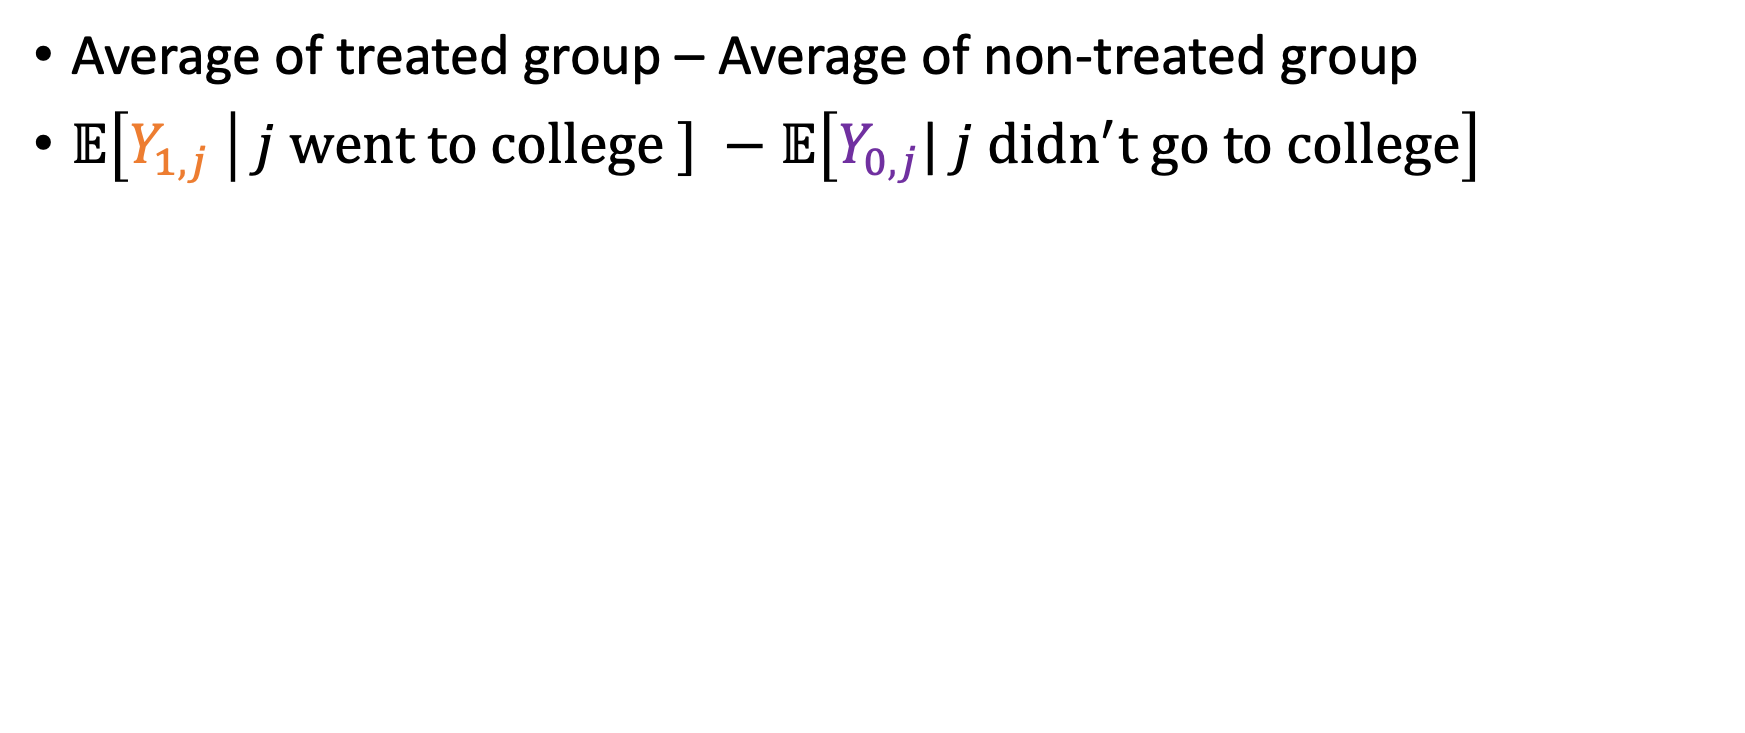 • Average of treated group – Average of non-treated group
• 𝔼[Y₁,ⱼ | j went to college ] − 𝔼[Y₀,ⱼ| j didn′t go to college]